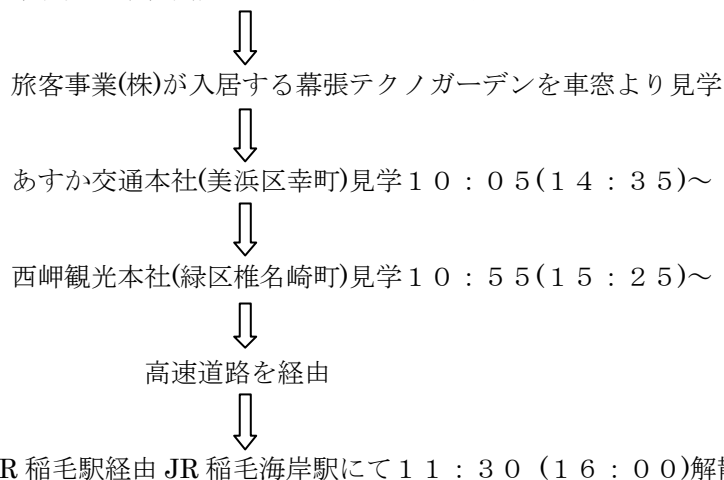 旅客事業(株)が入居する幕張テクノガーデンを車窓より見学
あすか交通本社(美浜区幸町)見学１０：０５(１４：３５)～
西岬観光本社(緑区椎名崎町)見学１０：５５(１５：２５)～
高速道路を経由
R 稲毛駅経由 JR 稲毛海岸駅にて１１：３０ (１６：００)解